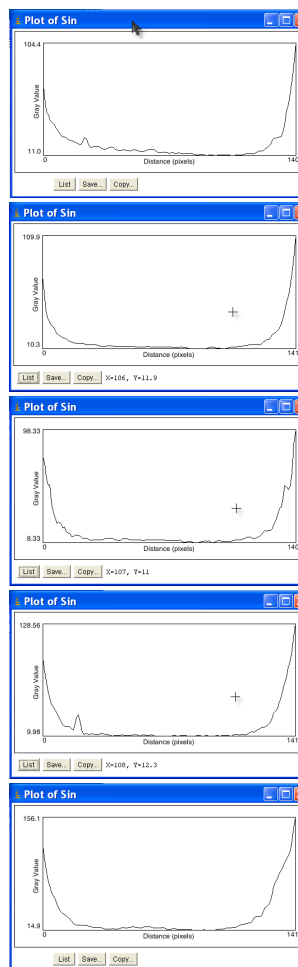 Plot of Sin
104.4
Gray Value
11.0
0
Distance (pixels)
140
List Save... Copy...
Plot of Sin
109.9
Gray Value
10.3
0
Distance (pixels)
141
List Save... Copy... X=106, Y=11.9
Plot of Sin
98.33
Gray Value
8.33
0
Distance (pixels)
140
List Save... Copy... X=107, Y=11
Plot of Sin
128.56
Gray Value
9.98
0
Distance (pixels)
141
List Save... Copy... X=108, Y=12.3
Plot of Sin
156.1
Gray Value
14.9
0
Distance (pixels)
141
List Save... Copy...